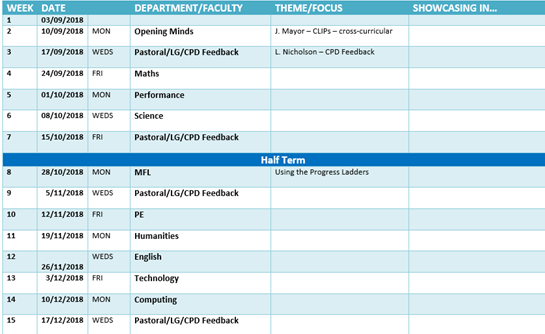 WEEK DATE DEPARTMENT/FACULTY THEME/FOCUS SHOWCASING IN...
1 03/09/2018
2 10/09/2018 MON Opening Minds J. Mayor – CLIPs – cross-curricular
3 17/09/2018 WEDS Pastoral/LG/CPD Feedback L. Nicholson – CPD Feedback
4 24/09/2018 FRI Maths
5 01/10/2018 MON Performance
6 08/10/2018 WEDS Science
7 15/10/2018 FRI Pastoral/LG/CPD Feedback
Half Term
8 28/10/2018 MON MFL Using the Progress Ladders
9 5/11/2018 WEDS Pastoral/LG/CPD Feedback
10 12/11/2018 FRI PE
11 19/11/2018 MON Humanities
12 26/11/2018 WEDS English
13 3/12/2018 FRI Technology
14 10/12/2018 MON Computing
15 17/12/2018 WEDS Pastoral/LG/CPD Feedback